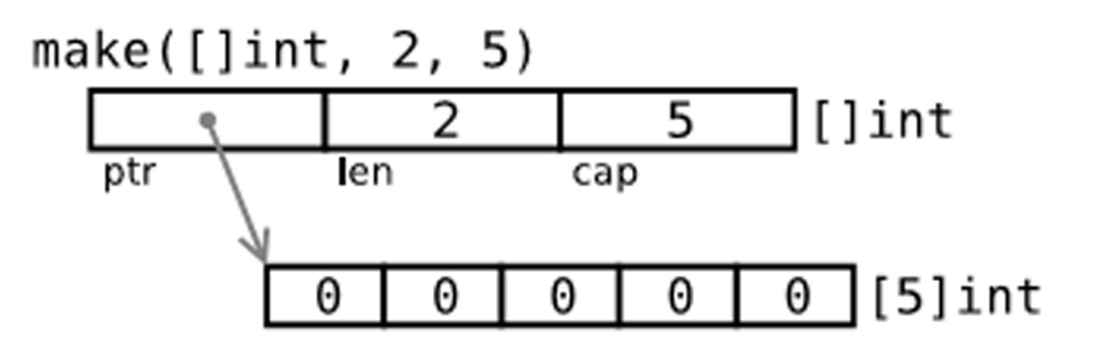 make([]int, 2, 5)
2 5 []int
ptr len cap
0 0 0 0 0 [5]int